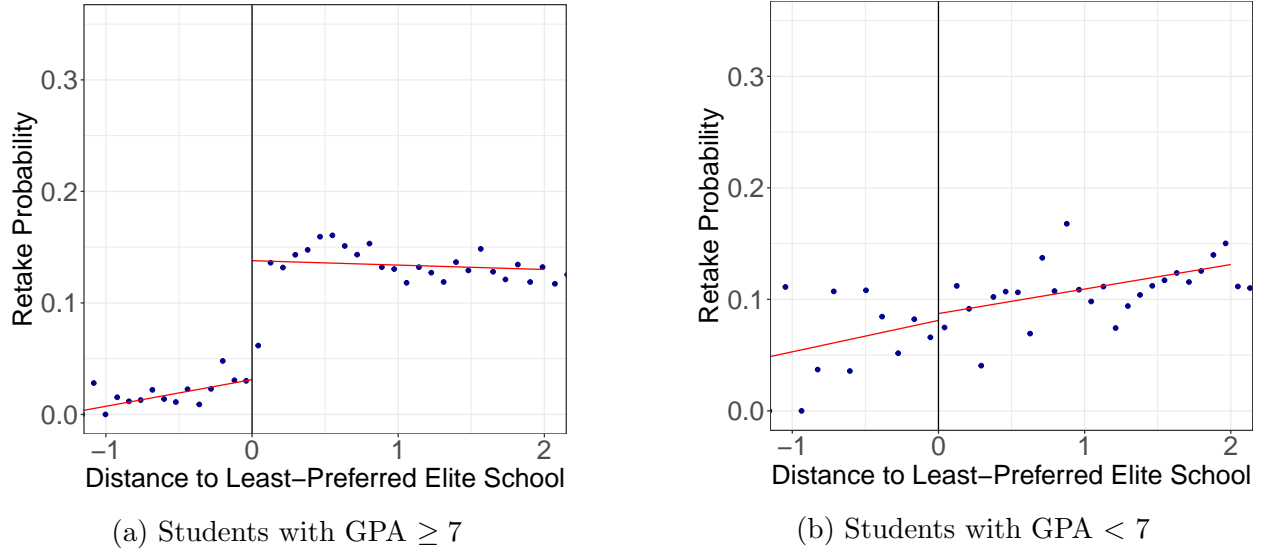 0.3
0.2
0.1
0.0
Retake Probability
−1 0 1 2
Distance to Least−Preferred Elite School
(a) Students with GPA ≥ 7
0.3
0.2
0.1
0.0
Retake Probability
−1 0 1 2
Distance to Least−Preferred Elite School
(b) Students with GPA < 7